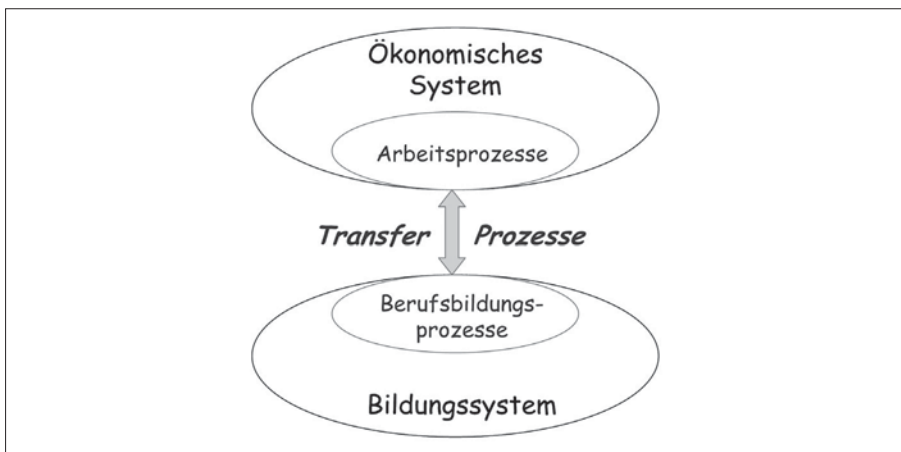 Ökonomisches
System
Arbeitsprozesse
Transfer Prozesse
Berufsbildungs-
prozesse
Bildungssystem